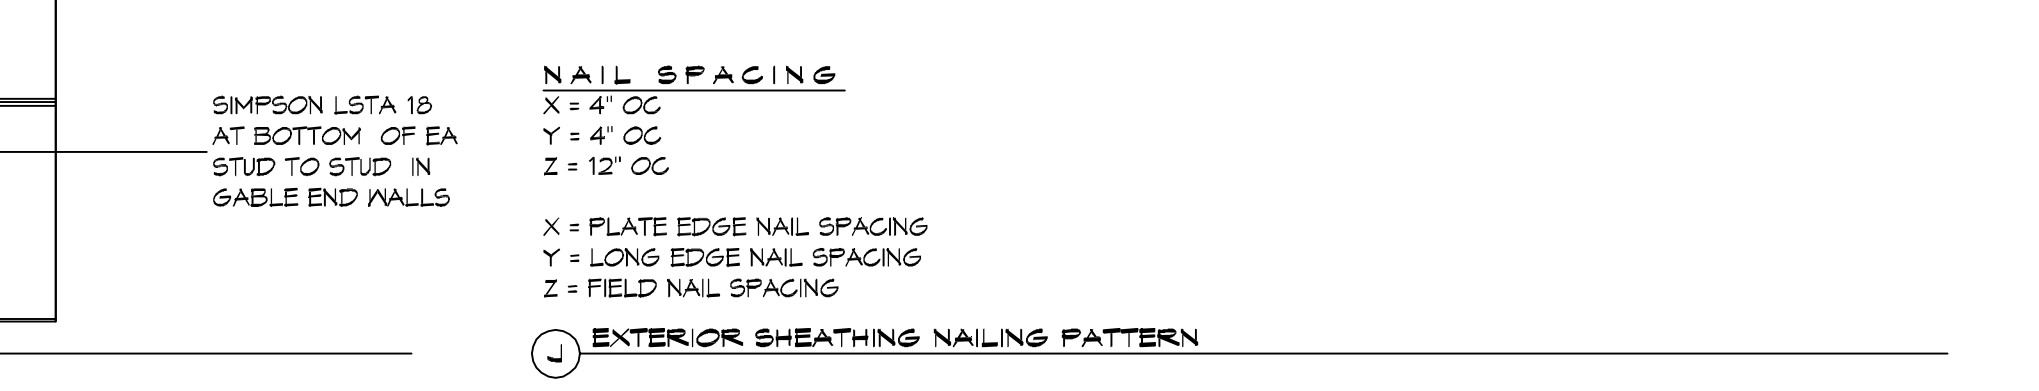 SIMPSON LSTA 18
AT BOTTOM OF EA
STUD TO STUD IN
GABLE END WALLS
NAIL SPACING
X = 4" OC
Y = 4" OC
Z = 12" OC
X = PLATE EDGE NAIL SPACING
Y = LONG EDGE NAIL SPACING
Z = FIELD NAIL SPACING
J EXTERIOR SHEATHING NAILING PATTERN